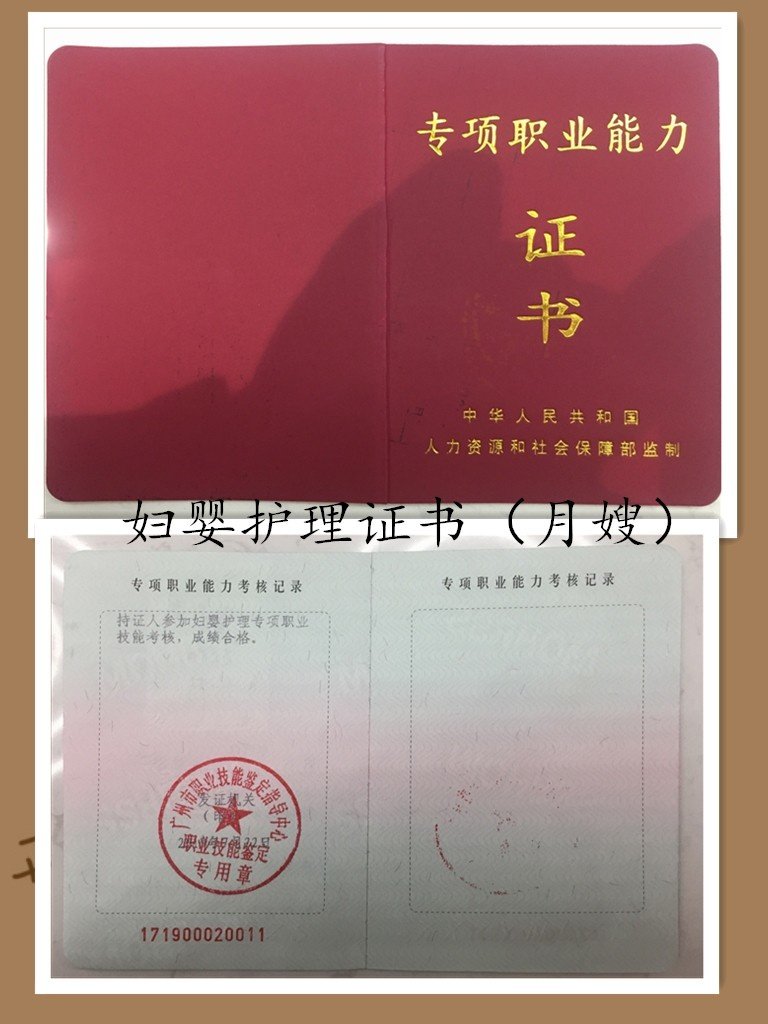 专项职业能力
证
书
中华人民共和国
人力资源和社会保障部监制
妇婴护理证书（月嫂）
专项职业能力考核记录
持证人参加妇婴护理专项职业
技能考核，成绩合格。
广州市职业技能鉴定指导中心
发证机关
职业技能鉴定
专用章
171900020011
专项职业能力考核记录